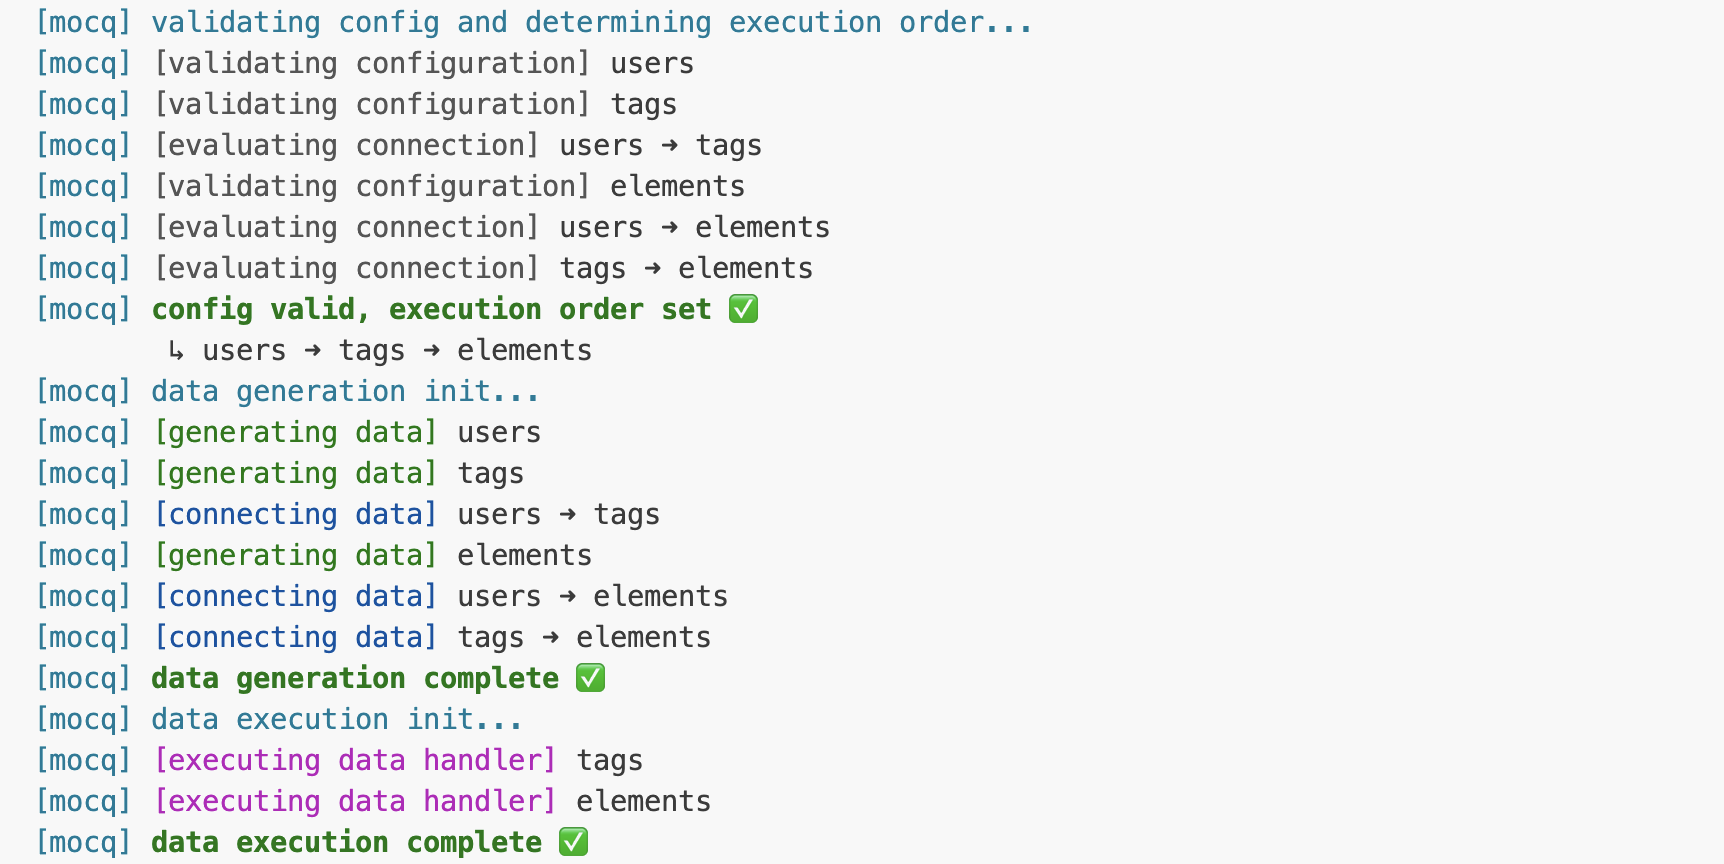 [mocq] validating config and determining execution order...
[mocq] [validating configuration] users
[mocq] [validating configuration] tags
[mocq] [evaluating connection] users ➜ tags
[mocq] [validating configuration] elements
[mocq] [evaluating connection] users ➜ elements
[mocq] [evaluating connection] tags ➜ elements
[mocq] config valid, execution order set ✅
↳ users ➜ tags ➜ elements
[mocq] data generation init...
[mocq] [generating data] users
[mocq] [generating data] tags
[mocq] [connecting data] users ➜ tags
[mocq] [generating data] elements
[mocq] [connecting data] users ➜ elements
[mocq] [connecting data] tags ➜ elements
[mocq] data generation complete ✅
[mocq] data execution init...
[mocq] [executing data handler] tags
[mocq] [executing data handler] elements
[mocq] data execution complete ✅